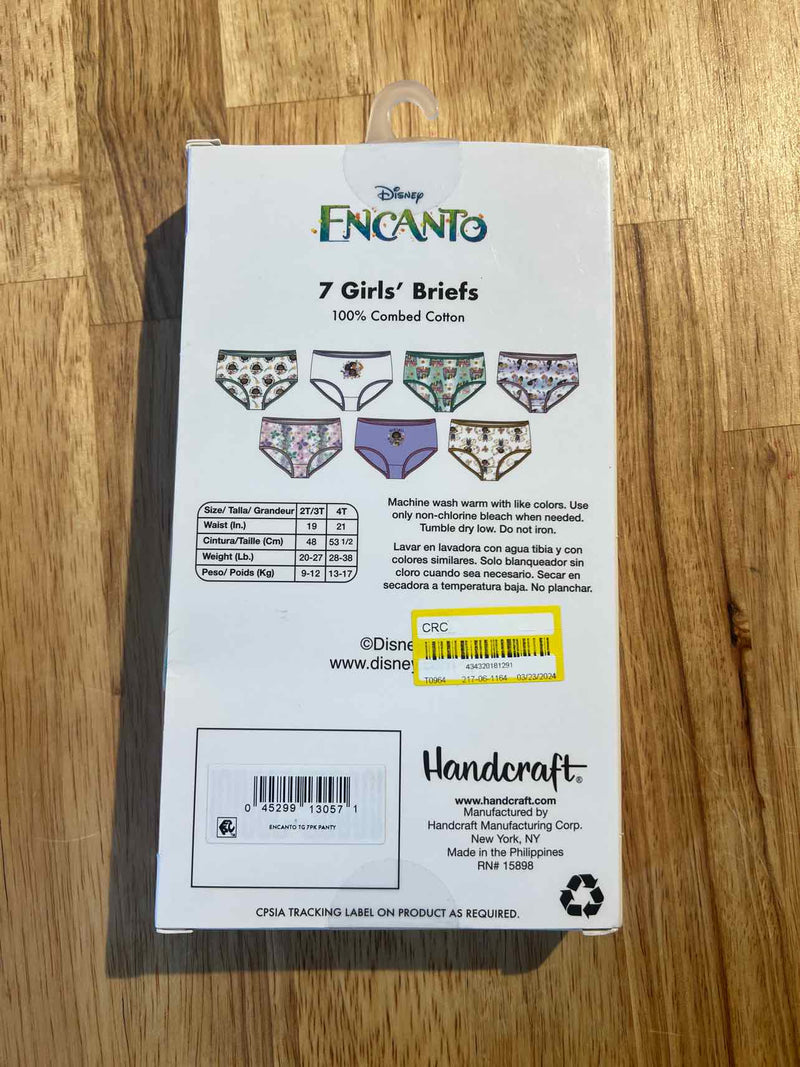 Disney
ENCANTO
7 Girls' Briefs
100% Combed Cotton
Size/ Talla/ Grandeur 2T/3T 4T
Waist (In.) 19 21
Cintura/Taille (Cm) 48 53 1/2
Weight (Lb.) 20-27 28-38
Peso/ Poids (Kg) 9-12 13-17
Machine wash warm with like colors. Use
only non-chlorine bleach when needed.
Tumble dry low. Do not iron.
Lavar en lavadora con agua tibia y con
colores similares. Solo blanqueador sin
cloro cuando sea necesario. Secar en
secadora a temperatura baja. No planchar.
©Disne
www.disney
CRC
434320181291
T0964 217-06-1164 03/23/2024
0 45299 13057 1
ENCANTO TG 7PK PANTY
Handcraft®
www.handcraft.com
Manufactured by
Handcraft Manufacturing Corp.
New York, NY
Made in the Philippines
RN# 15898
CPSIA TRACKING LABEL ON PRODUCT AS REQUIRED.